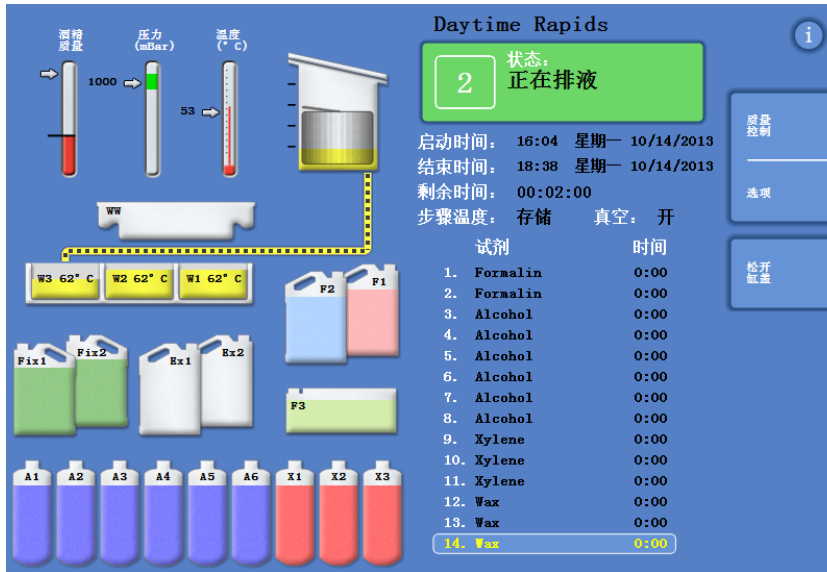 Daytime Rapids
i
酒精
质量
压力
(mBar)
温度
(° C)
1000
53
2
状态:
正在排液
启动时间: 16:04 星期一 10/14/2013
结束时间: 18:38 星期一 10/14/2013
剩余时间: 00:02:00
步骤温度: 存储 真空: 开
质量
控制
选项
松开
缸盖
WW
W3 62° C
W2 62° C
W1 62° C
F2
F1
Fix1
Fix2
Ex1
Ex2
F3
A1
A2
A3
A4
A5
A6
X1
X2
X3
试剂 时间
1. Formalin 0:00
2. Formalin 0:00
3. Alcohol 0:00
4. Alcohol 0:00
5. Alcohol 0:00
6. Alcohol 0:00
7. Alcohol 0:00
8. Alcohol 0:00
9. Xylene 0:00
10. Xylene 0:00
11. Xylene 0:00
12. Wax 0:00
13. Wax 0:00
14. Wax 0:00